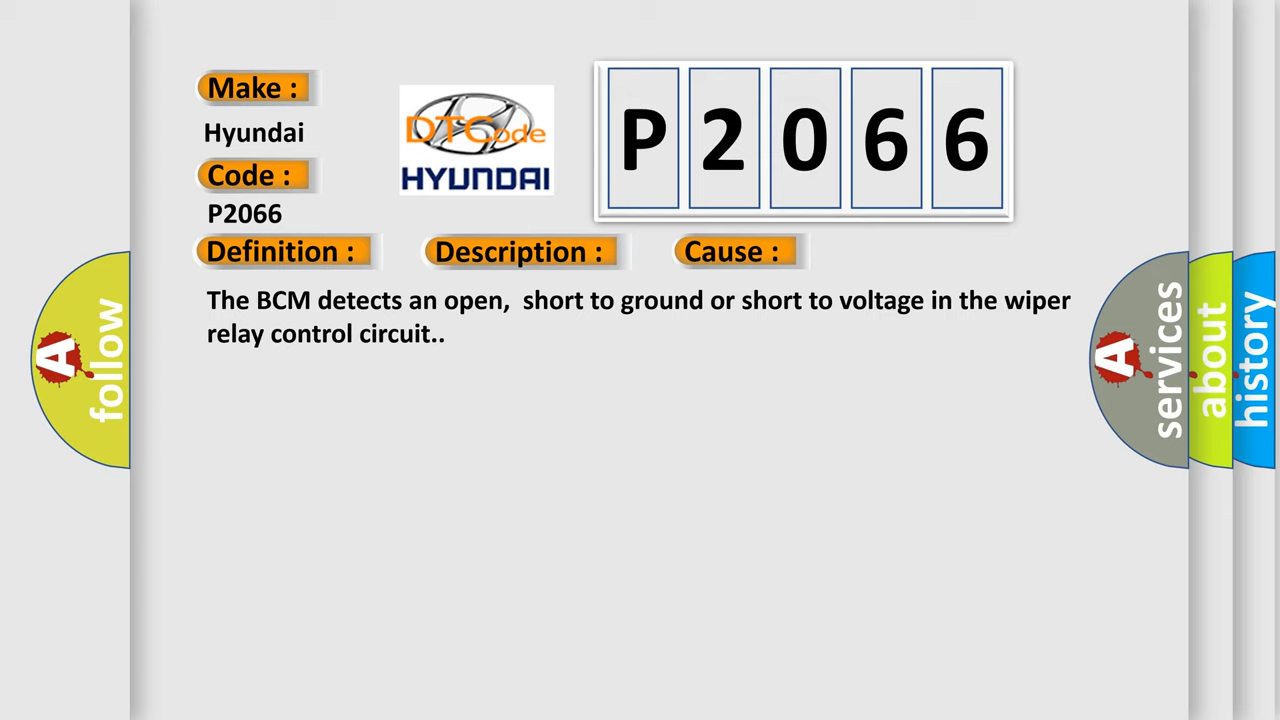 Make :
Hyundai
Code :
P2066
DTCode
HYUNDAI
P 2 0 6 6
Definition :
Description :
Cause :
The BCM detects an open,  short to ground or short to voltage in the wiper
relay control circuit..
A
follow
A
services
about
history